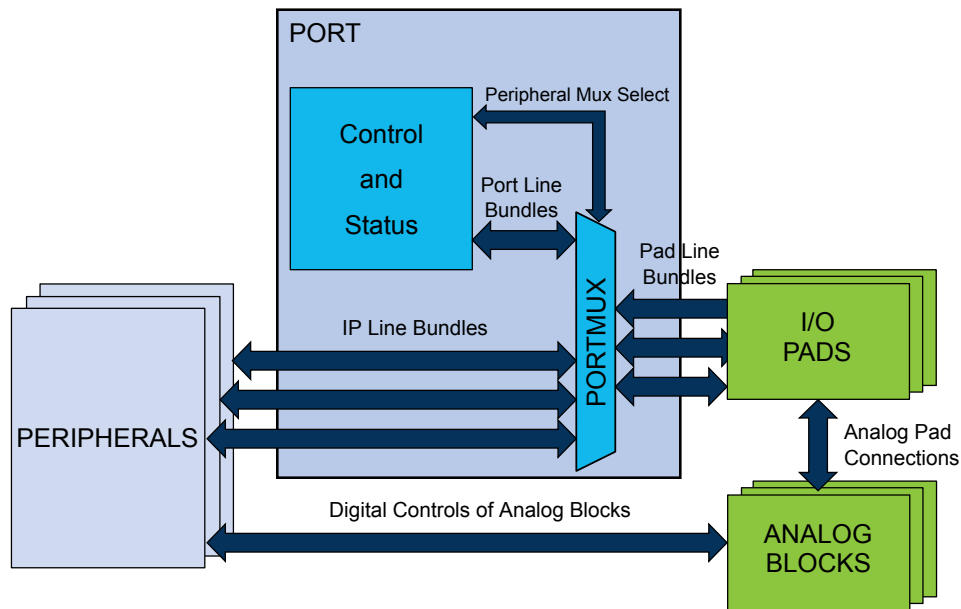 PORT
Peripheral Mux Select
Control
and
Status
Port Line
Bundles
Pad Line
Bundles
PORTMUX
I/O
PADS
IP Line Bundles
PERIPHERALS
Analog Pad
Connections
Digital Controls of Analog Blocks
ANALOG
BLOCKS